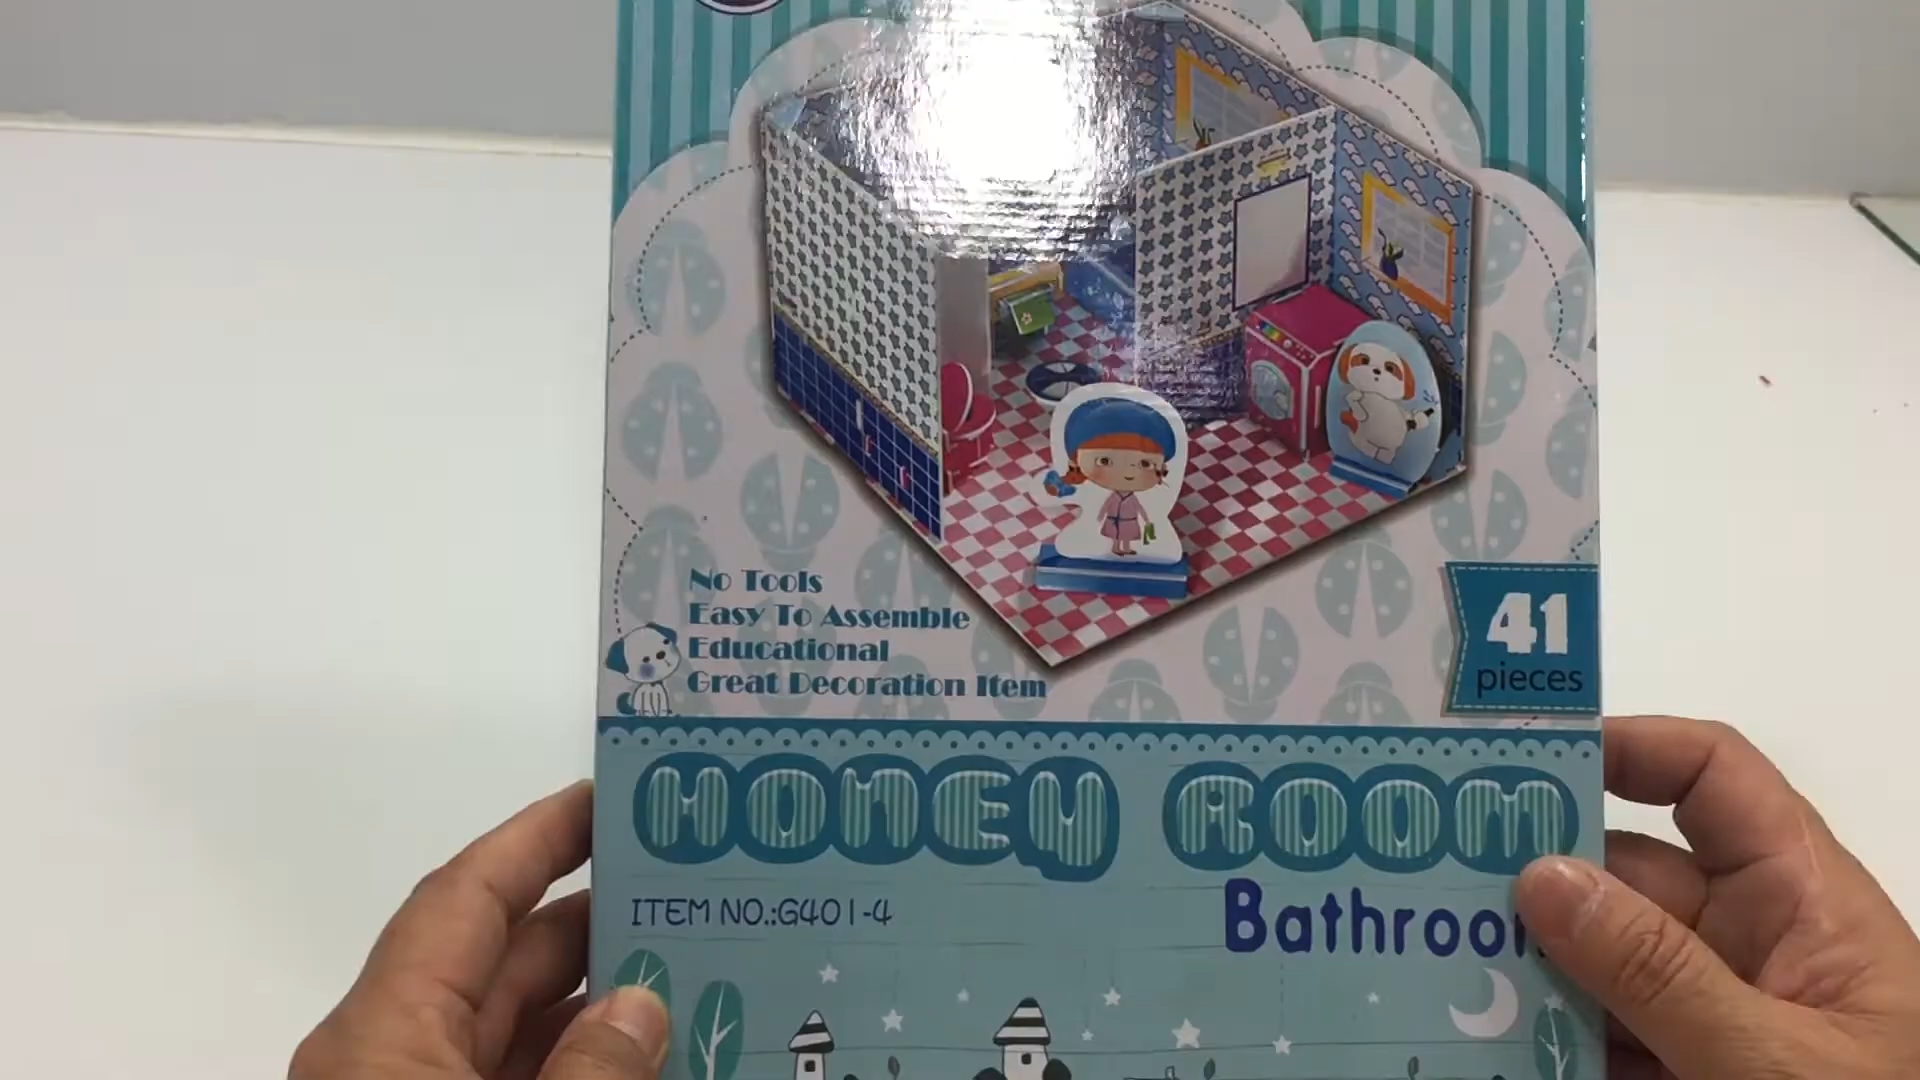 No Tools
Easy To Assemble
Educational
Great Decoration Item
41
pieces
HONEY ROOM
ITEM NO.:G401-4
Bathroom